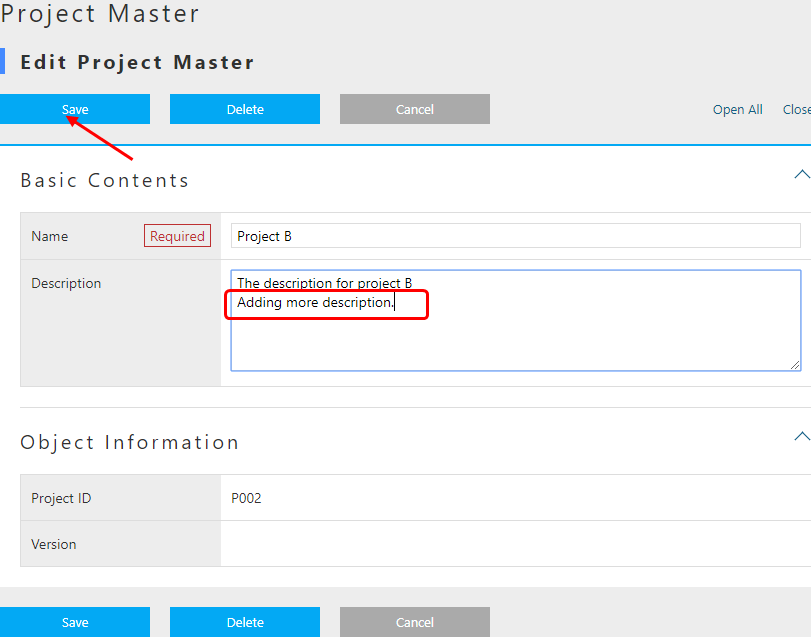 Project Master
Edit Project Master
Save Delete Cancel Open All Close
Basic Contents
Name Required Project B
Description The description for project B
Adding more description.
Object Information
Project ID P002
Version
Save Delete Cancel